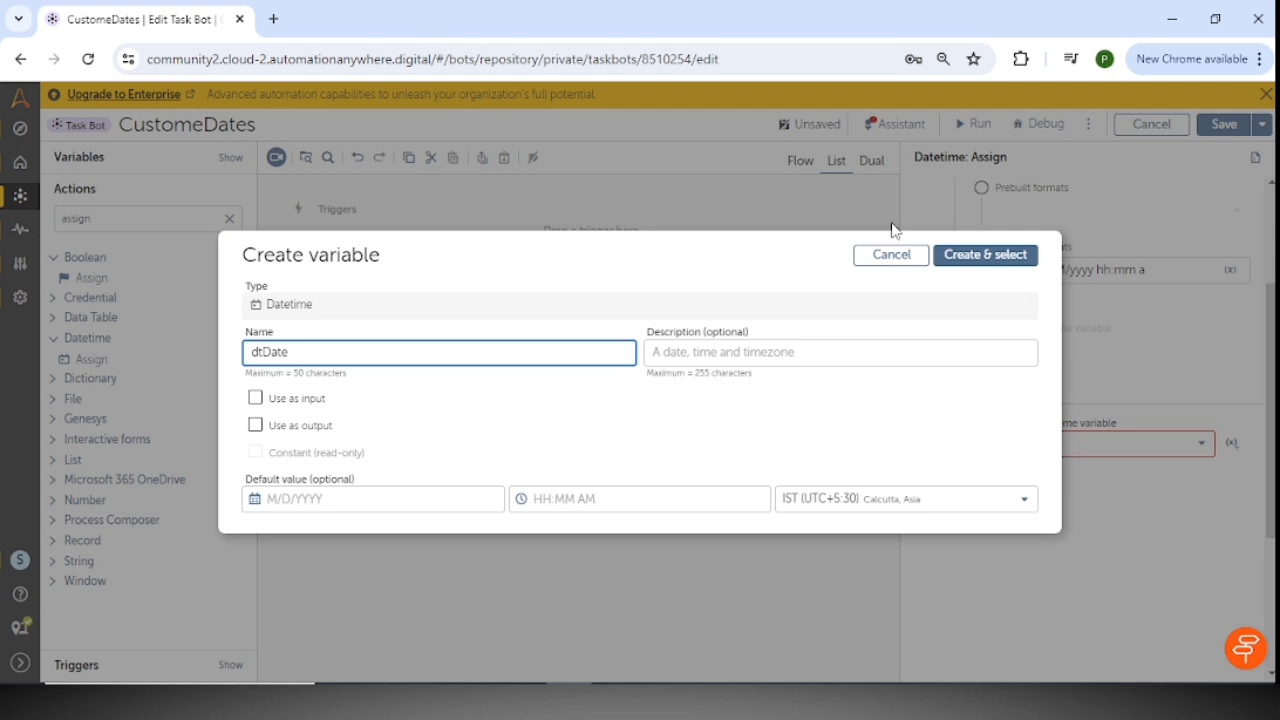 CustomeDates | Edit Task Bot |
community2.cloud-2.automationanywhere.digital/#/bots/repository/private/taskbots/8510254/edit
P
New Chrome available
Upgrade to Enterprise
Advanced automation capabilities to unleash your organization's full potential.
Task Bot
CustomeDates
Unsaved
Assistant
Run
Debug
Cancel
Save
Variables
Show
Flow
List
Dual
Datetime: Assign
Actions
Prebuilt formats
assign
Triggers
Create variable
Cancel
Create & select
Type
Datetime
Name
Description (optional)
dtDate
A date, time and timezone
Maximum = 50 characters
Maximum = 255 characters
Use as input
Use as output
Constant (read-only)
Default value (optional)
M/D/YYYY
HH:MM AM
IST (UTC+5:30) Calcutta, Asia
/yyyy hh:mm a
(x)
me variable
(x)
Boolean
Assign
Credential
Data Table
Datetime
Assign
Dictionary
File
Genesys
Interactive forms
List
Microsoft 365 OneDrive
Number
Process Composer
Record
String
Window
S
Triggers
Show